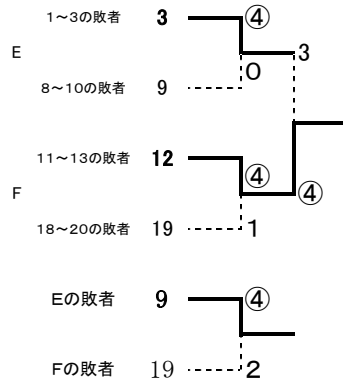 1～3の敗者 3 ④
E 3
0
8～10の敗者 9
11～13の敗者 12
④
F ④
18～20の敗者 19 1
Eの敗者 9 ④
Fの敗者 19 2